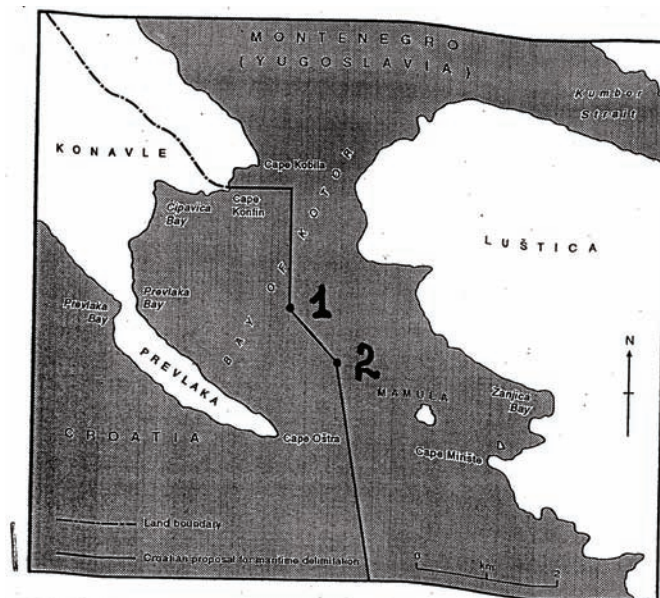 MONTENEGRO
(YUGOSLAVIA)
Kumbor
Strait
KONAVLE
Cape Kobila
Cape
Konfin
Čipavica
Bay
BAY OF KOTOR
LUŠTICA
Prevlaka
Bay
Prevlaka
Bay
1
N
2
PREVLAKA
MAMULA
Žanjica
Bay
CROATIA
Cape Oštra
Cape Mirište
Land boundary
Croatian proposal for maritime delimitation
0
km
2